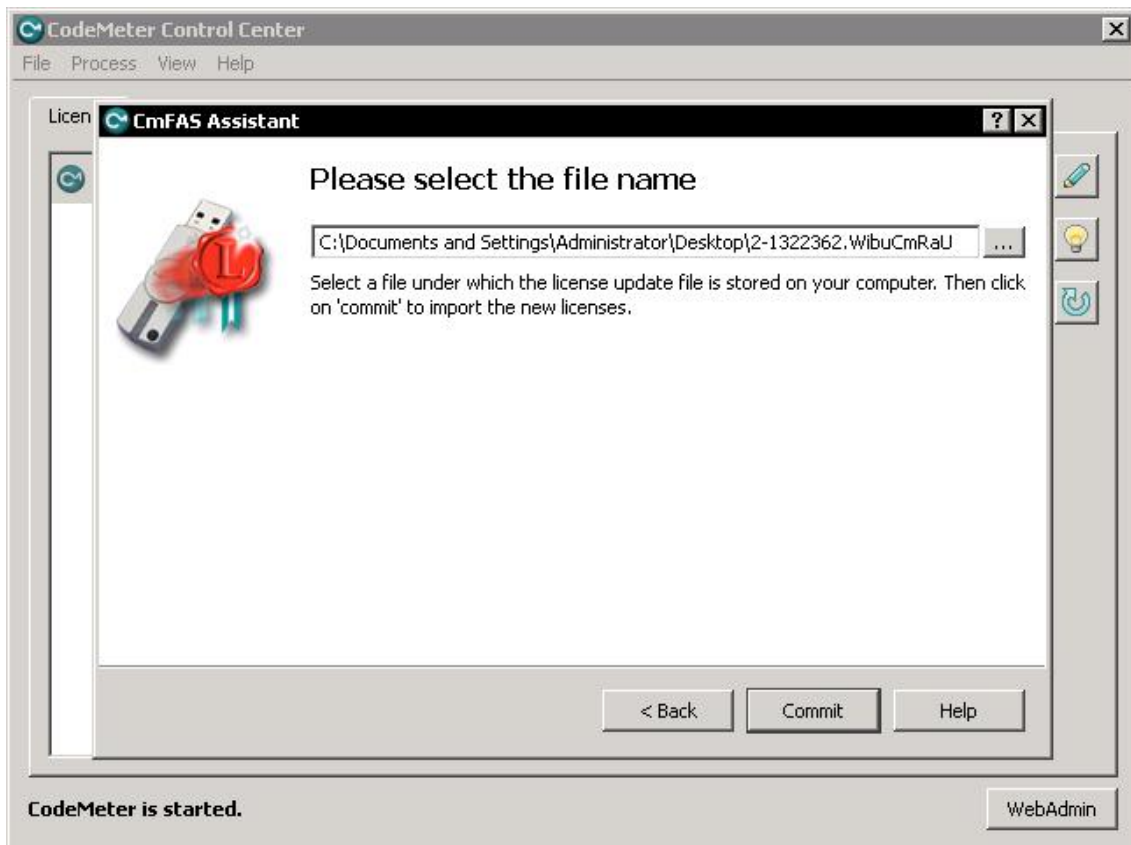 CodeMeter Control Center
File Process View Help
Licen
CmFAS Assistant
Please select the file name
C:\Documents and Settings\Administrator\Desktop\2-1322362.WibuCmRaU ...
Select a file under which the license update file is stored on your computer. Then click
on 'commit' to import the new licenses.
< Back Commit Help
CodeMeter is started.
WebAdmin